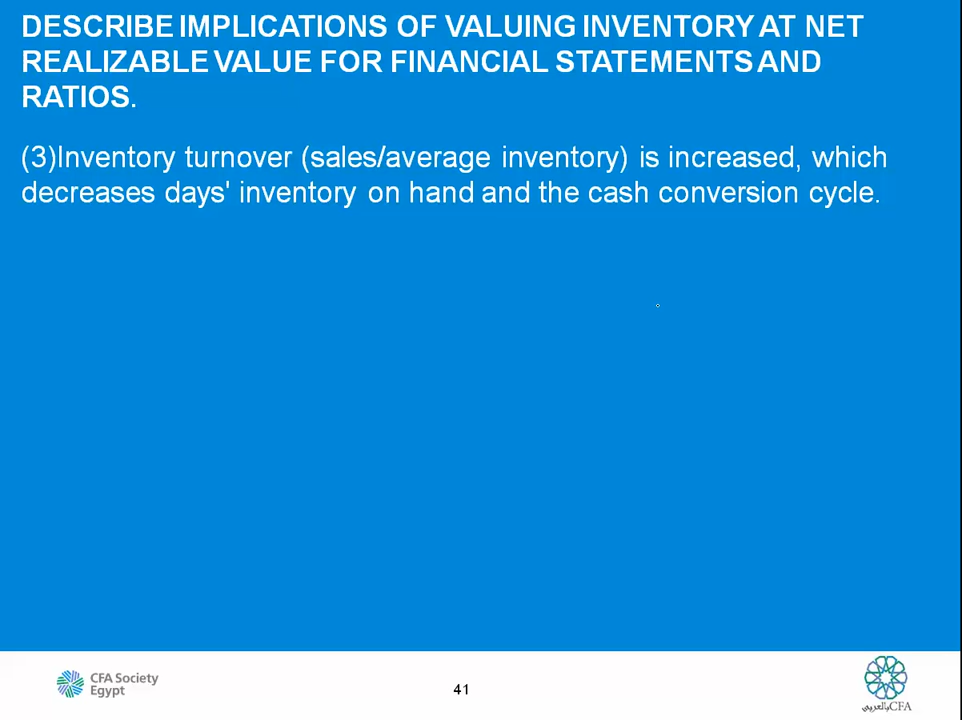 DESCRIBE IMPLICATIONS OF VALUING INVENTORY AT NET
REALIZABLE VALUE FOR FINANCIAL STATEMENTS AND
RATIOS.
(3)Inventory turnover (sales/average inventory) is increased, which
decreases days' inventory on hand and the cash conversion cycle.
CFA Society
Egypt
41
CFAبالعربي